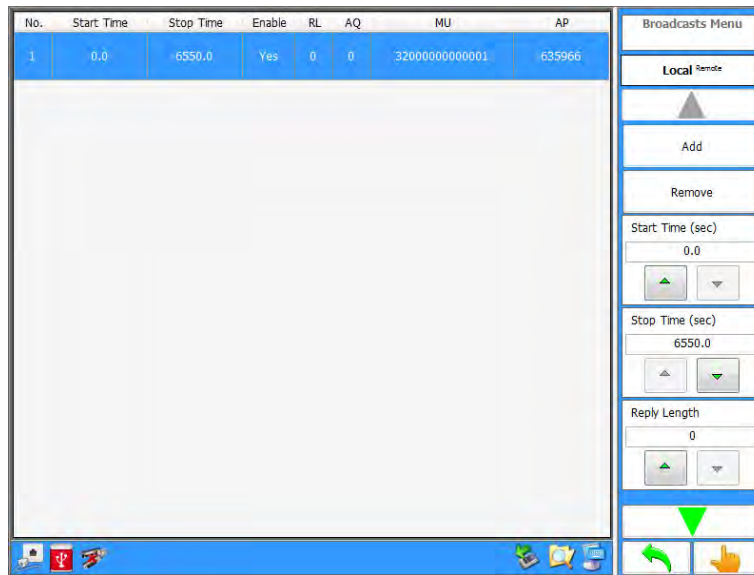 No. Start Time Stop Time Enable RL AQ MU AP
1 0.0 6550.0 Yes 0 0 32000000000001 635966
Broadcasts Menu
Local Remote
Add
Remove
Start Time (sec)
0.0
Stop Time (sec)
6550.0
Reply Length
0